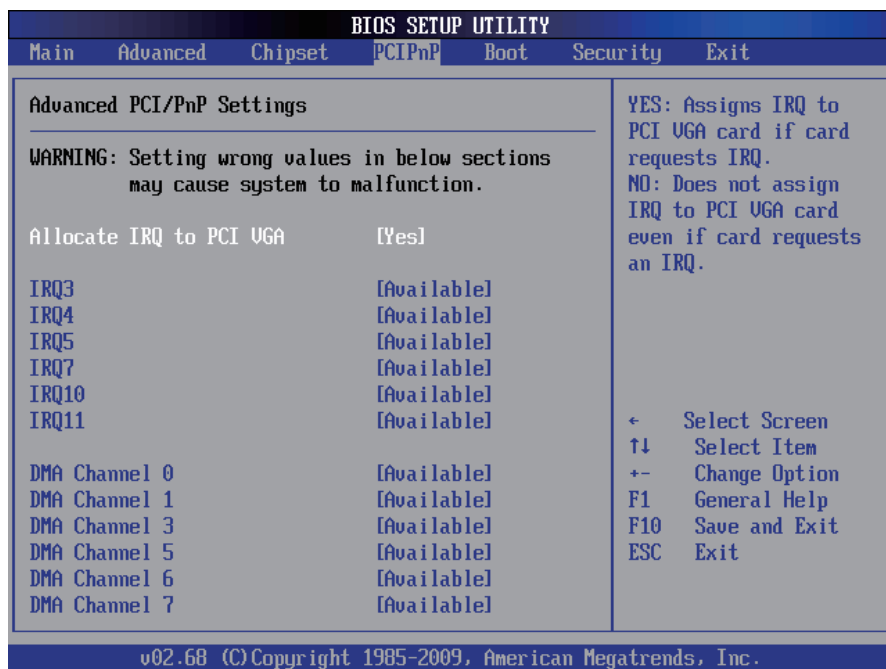 BIOS SETUP UTILITY
Main Advanced Chipset PCIPnP Boot Security Exit
Advanced PCI/PnP Settings
WARNING: Setting wrong values in below sections
may cause system to malfunction.
Allocate IRQ to PCI VGA [Yes]
IRQ3 [Available]
IRQ4 [Available]
IRQ5 [Available]
IRQ7 [Available]
IRQ10 [Available]
IRQ11 [Available]
DMA Channel 0 [Available]
DMA Channel 1 [Available]
DMA Channel 3 [Available]
DMA Channel 5 [Available]
DMA Channel 6 [Available]
DMA Channel 7 [Available]
YES: Assigns IRQ to
PCI VGA card if card
requests IRQ.
NO: Does not assign
IRQ to PCI VGA card
even if card requests
an IRQ.
← Select Screen
↑↓ Select Item
+- Change Option
F1 General Help
F10 Save and Exit
ESC Exit
v02.68 (C)Copyright 1985-2009, American Megatrends, Inc.